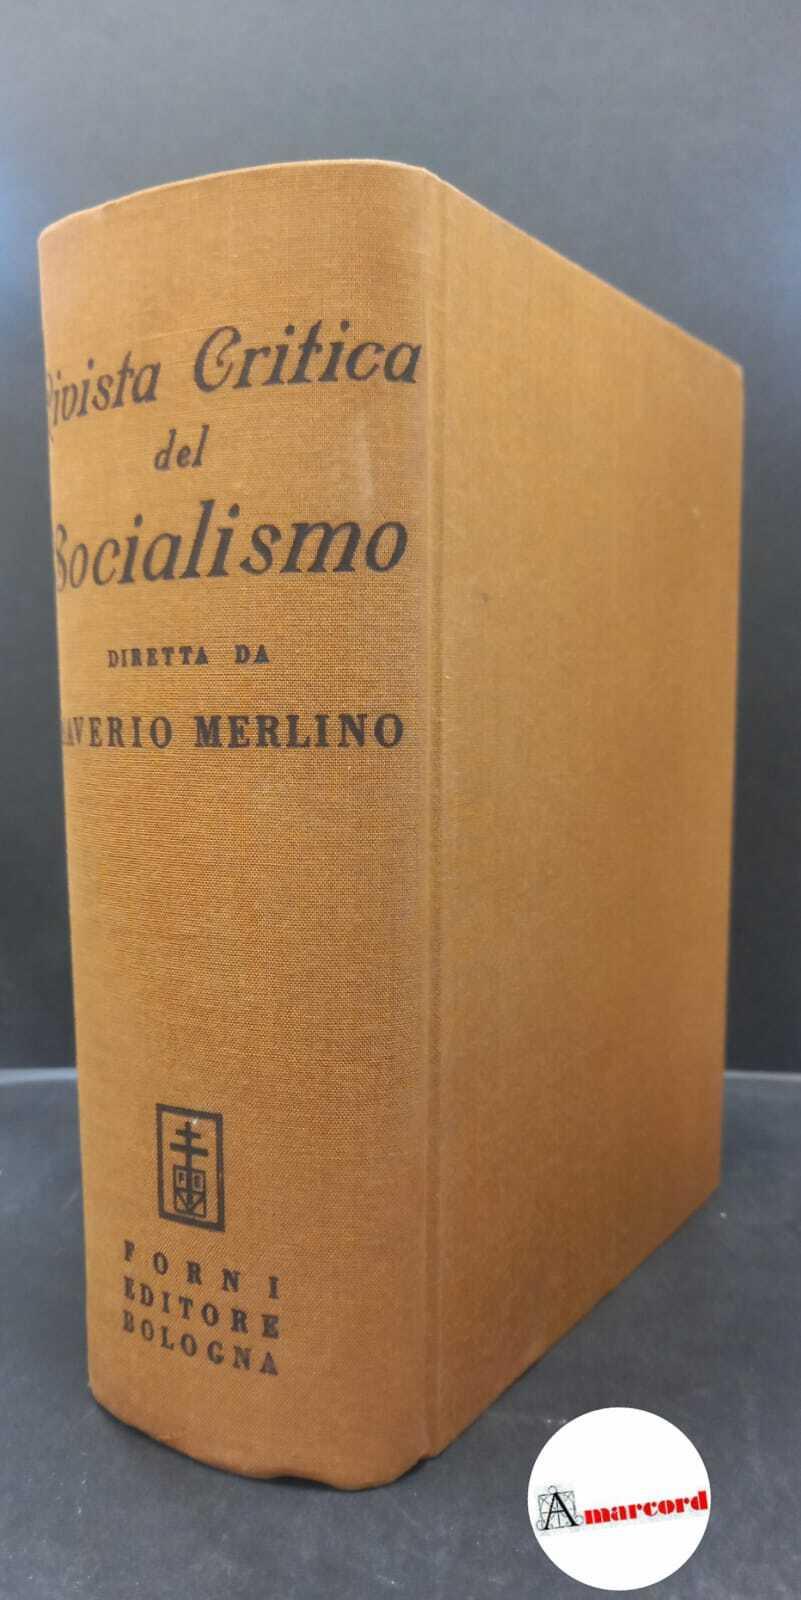 Rivista Critica
del
Socialismo
DIRETTA DA
SAVERIO MERLINO
FORNI
EDITORE
BOLOGNA
Amarcord